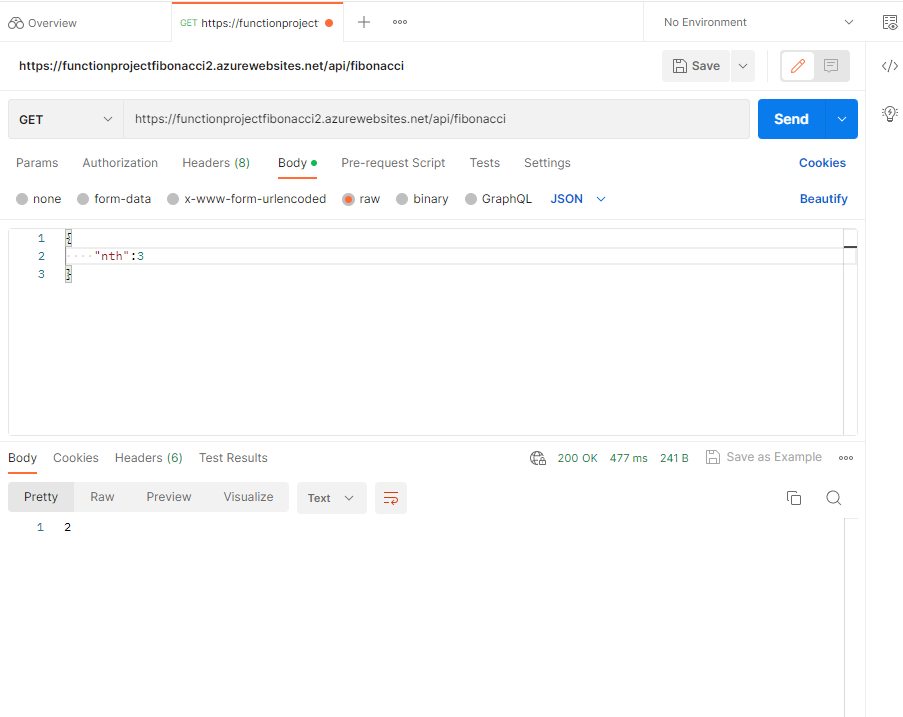 Overview
GET https://functionproject
No Environment
https://functionprojectfibonacci2.azurewebsites.net/api/fibonacci
Save
GET
https://functionprojectfibonacci2.azurewebsites.net/api/fibonacci
Send
Params Authorization Headers (8) Body Pre-request Script Tests Settings Cookies
none form-data x-www-form-urlencoded raw binary GraphQL JSON Beautify
1 {
2 "nth":3
3 }
Body Cookies Headers (6) Test Results 200 OK 477 ms 241 B Save as Example
Pretty Raw Preview Visualize Text
1 2